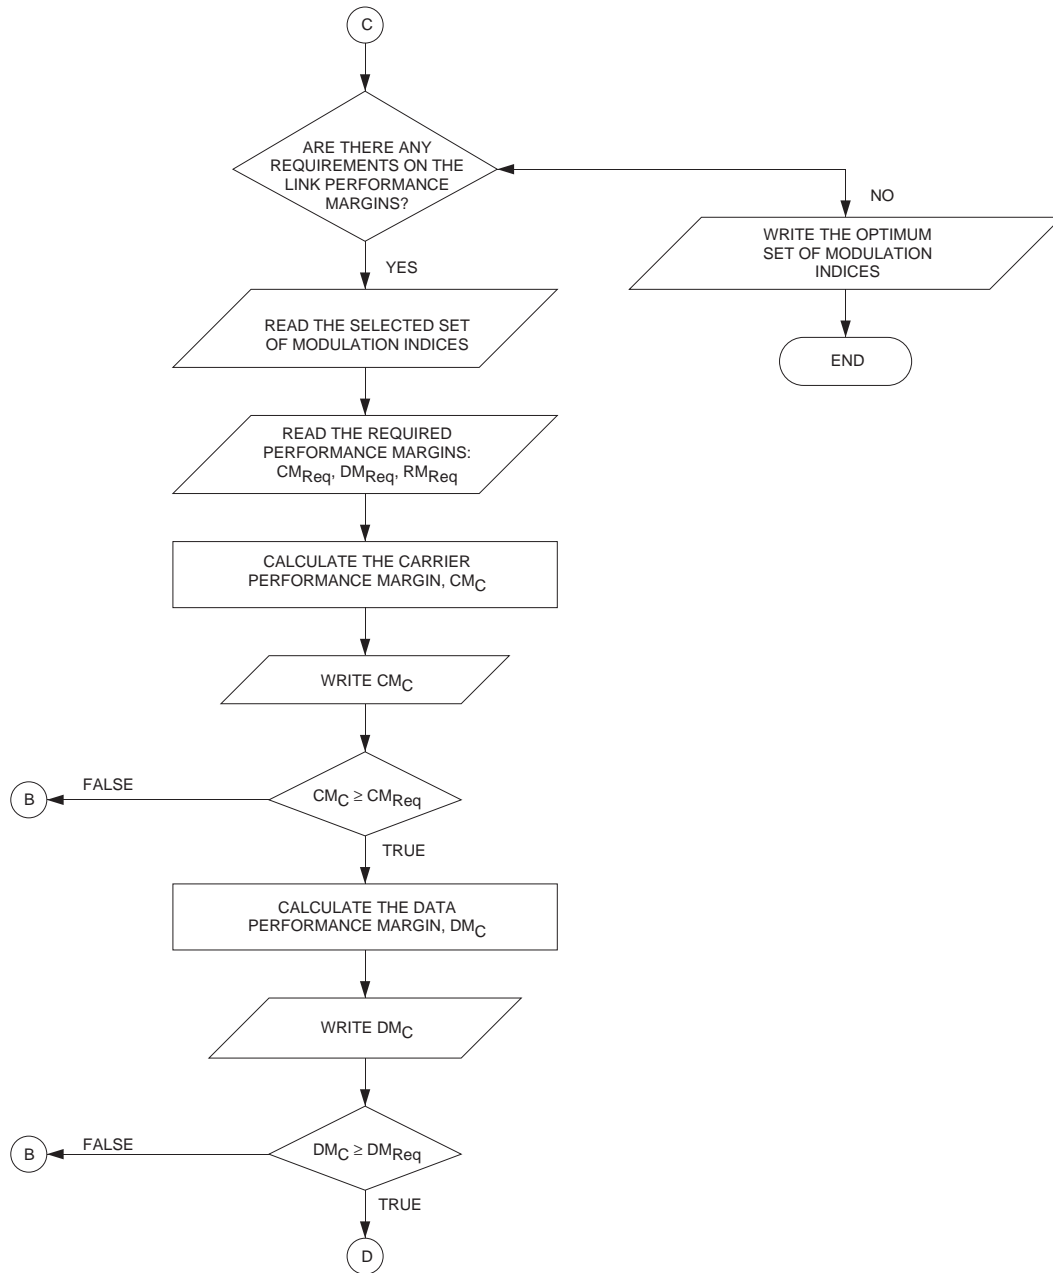 C
ARE THERE ANY
REQUIREMENTS ON THE
LINK PERFORMANCE
MARGINS?
NO
WRITE THE OPTIMUM
SET OF MODULATION
INDICES
END
YES
READ THE SELECTED SET
OF MODULATION INDICES
READ THE REQUIRED
PERFORMANCE MARGINS:
CMReq, DMReq, RMReq
CALCULATE THE CARRIER
PERFORMANCE MARGIN, CMC
WRITE CMC
B
FALSE
CMC ≥ CMReq
TRUE
CALCULATE THE DATA
PERFORMANCE MARGIN, DMC
WRITE DMC
B
FALSE
DMC ≥ DMReq
TRUE
D